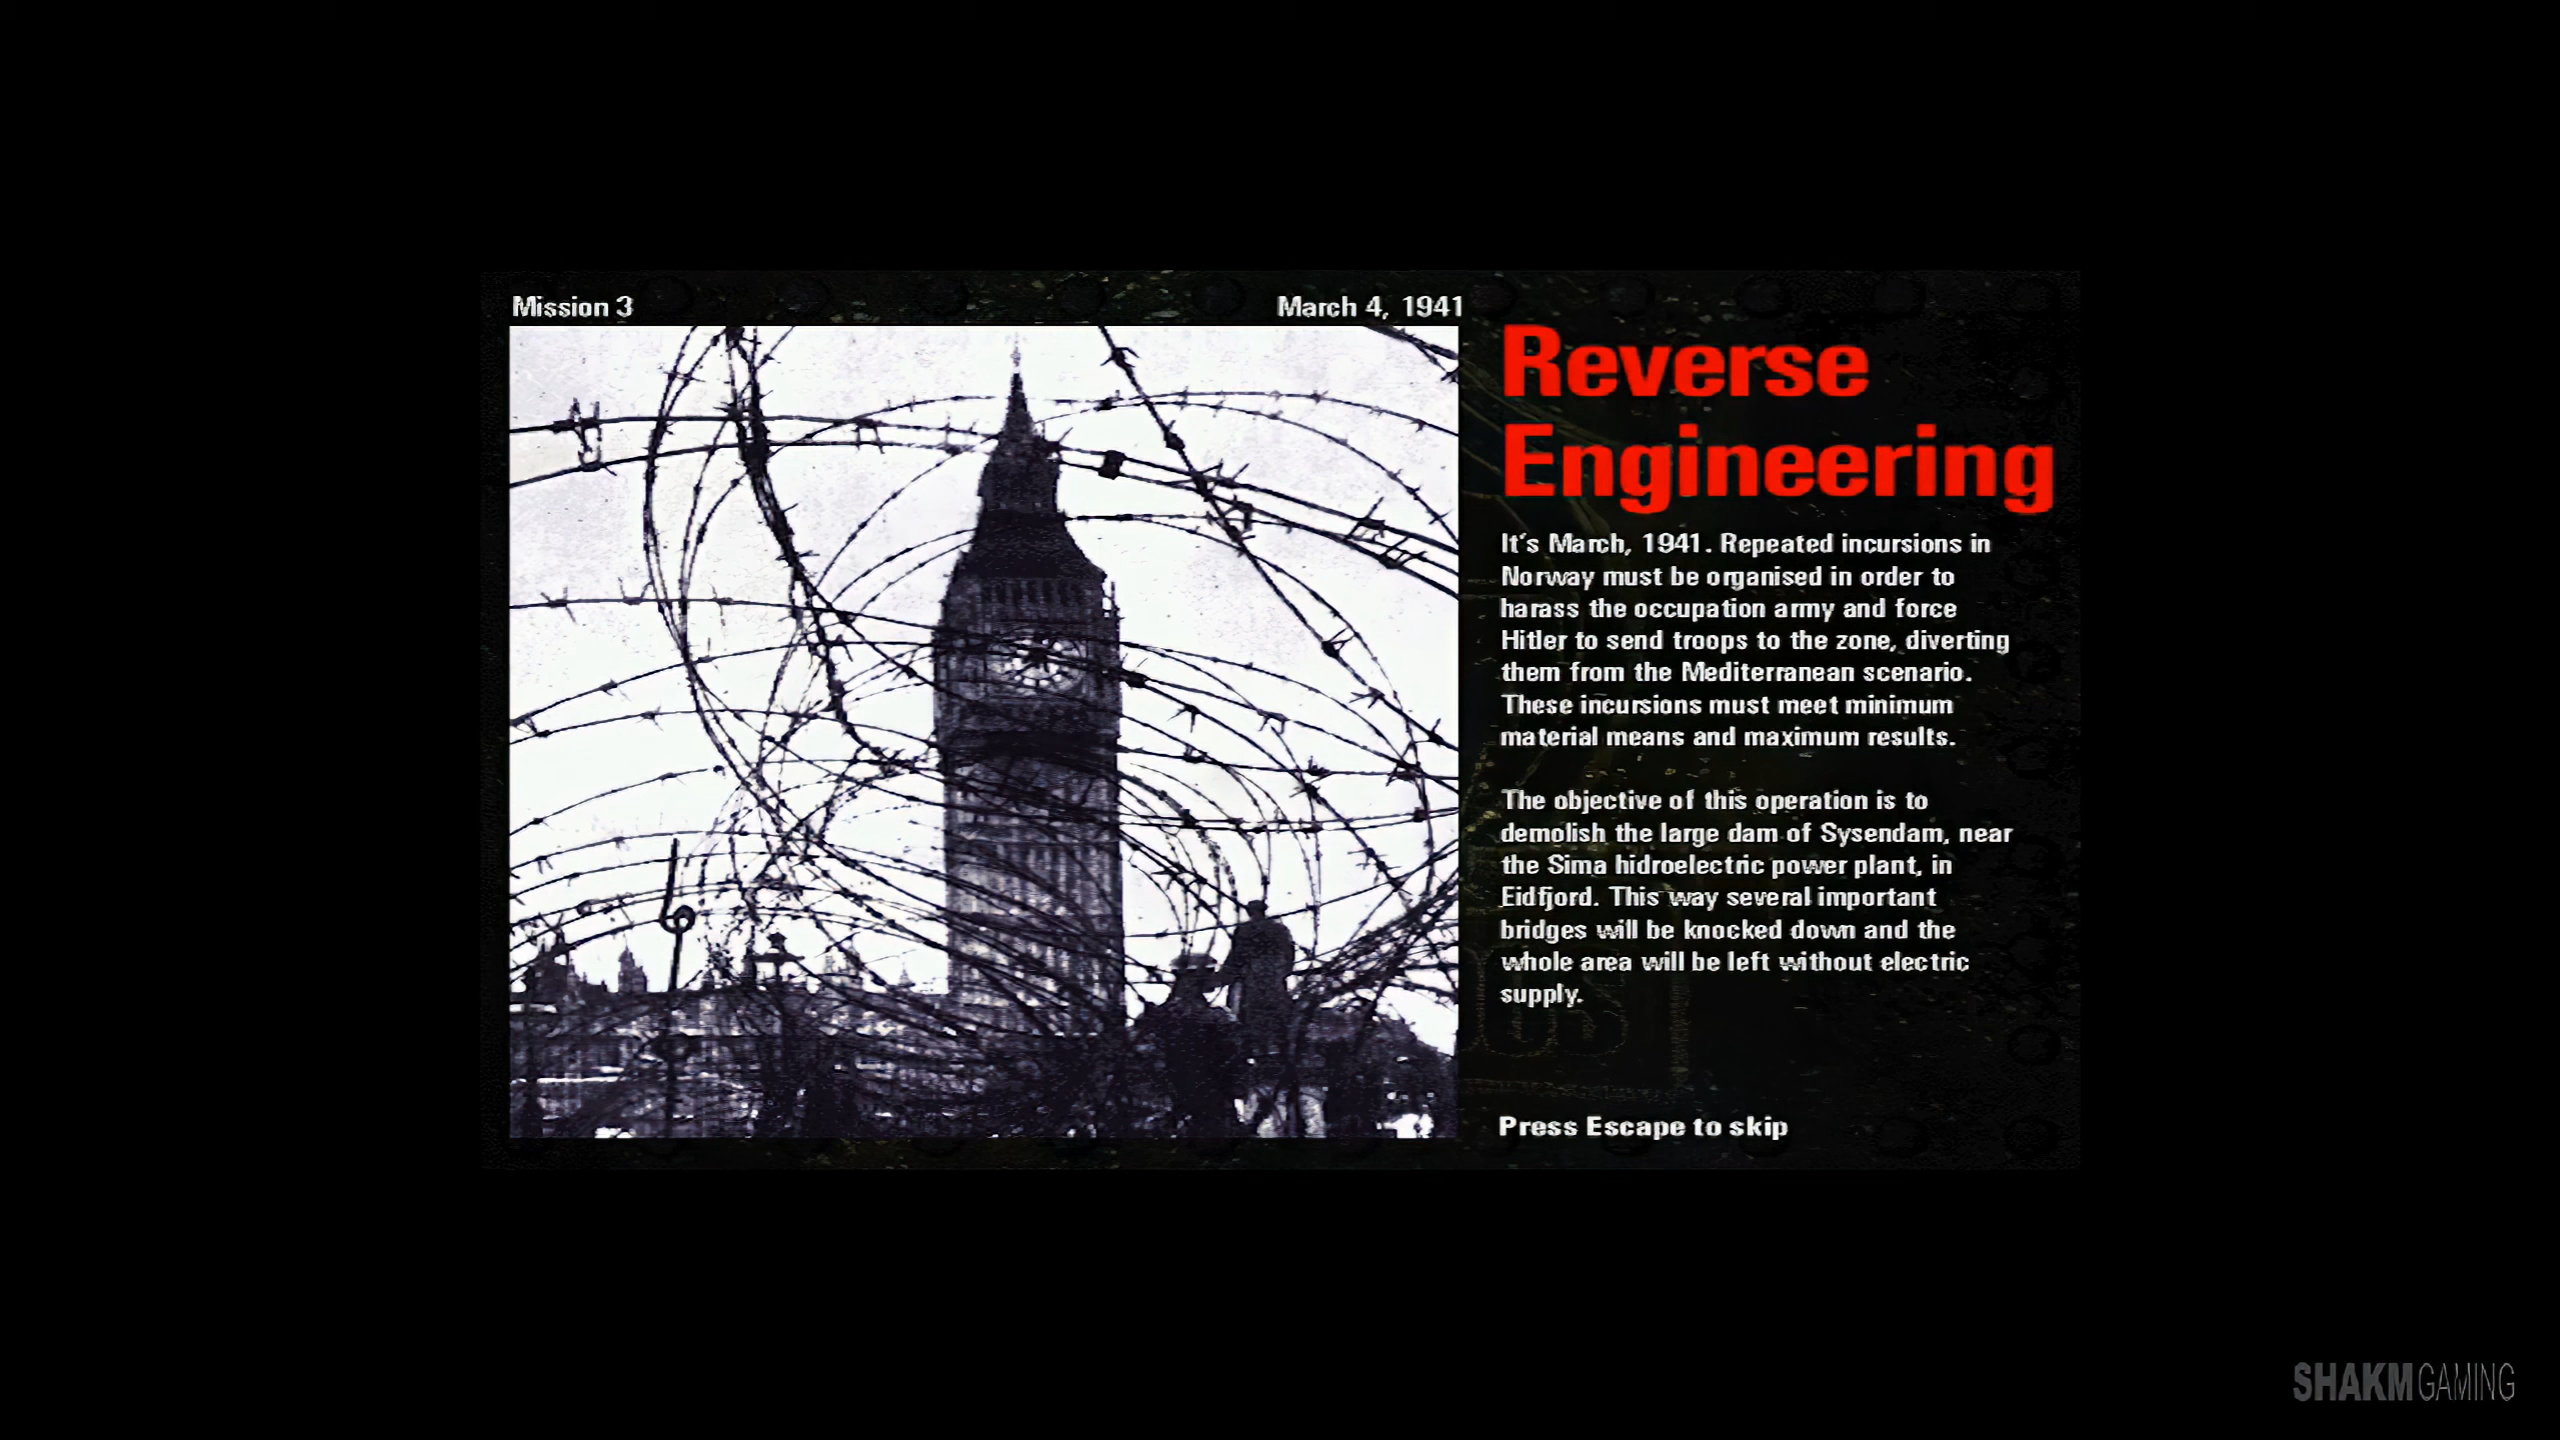 Mission 3
March 4, 1941
Reverse
Engineering
It's March, 1941. Repeated incursions in
Norway must be organised in order to
harass the occupation army and force
Hitler to send troops to the zone, diverting
them from the Mediterranean scenario.
These incursions must meet minimum
material means and maximum results.
The objective of this operation is to
demolish the large dam of Sysendam, near
the Sima hidroelectric power plant, in
Eidfjord. This way several important
bridges will be knocked down and the
whole area will be left without electric
supply.
Press Escape to skip
SHAKMGAMING